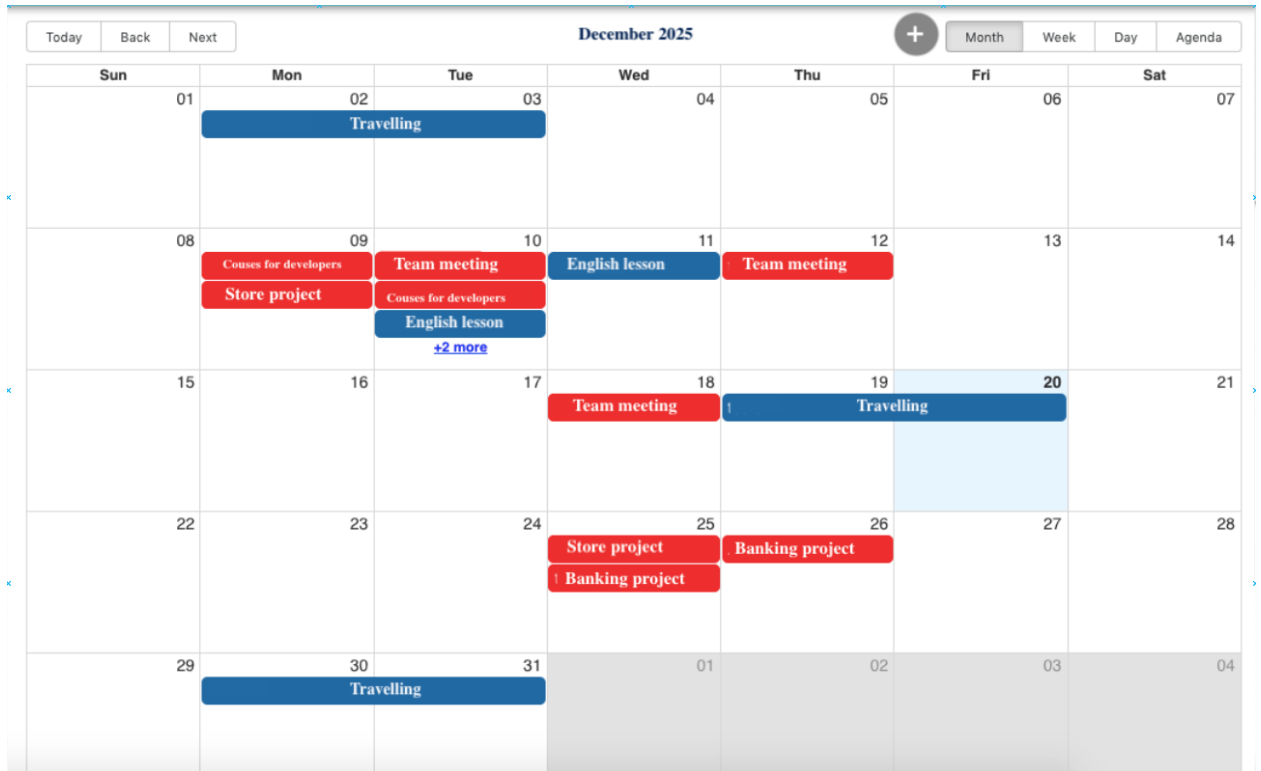 Today Back Next December 2025 + Month Week Day Agenda
Sun Mon Tue Wed Thu Fri Sat
01 02 03 04 05 06 07
Travelling
08 09 10 11 12 13 14
Couses for developers Team meeting English lesson Team meeting
Store project Couses for developers
English lesson
+2 more
15 16 17 18 19 20 21
Team meeting Travelling
22 23 24 25 26 27 28
Store project Banking project
Banking project
29 30 31 01 02 03 04
Travelling